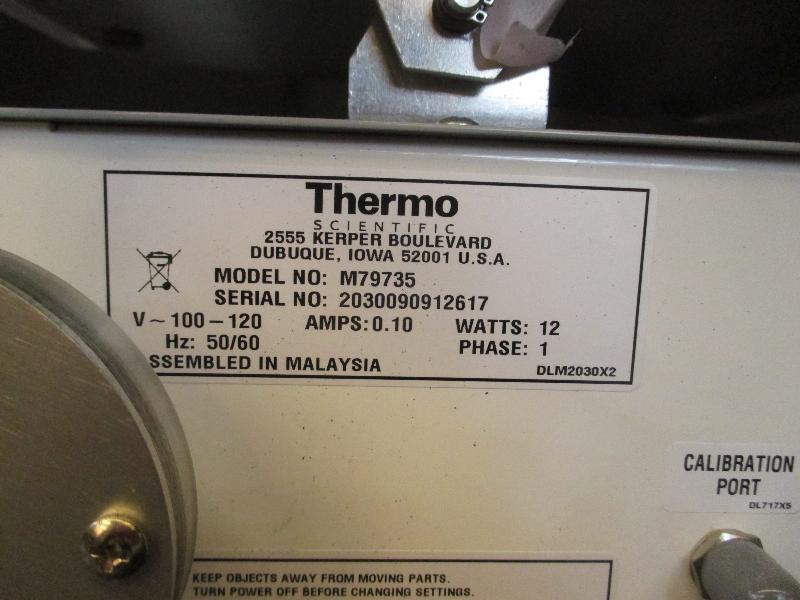 Thermo
SCIENTIFIC
2555 KERPER BOULEVARD
DUBUQUE, IOWA 52001 U.S.A.
MODEL NO: M79735
SERIAL NO: 2030090912617
V~100-120 AMPS: 0.10 WATTS: 12
Hz: 50/60 PHASE: 1
SSEMBLED IN MALAYSIA
DLM2030X2
CALIBRATION
PORT
DL717X5
KEEP OBJECTS AWAY FROM MOVING PARTS.
TURN POWER OFF BEFORE CHANGING SETTINGS.